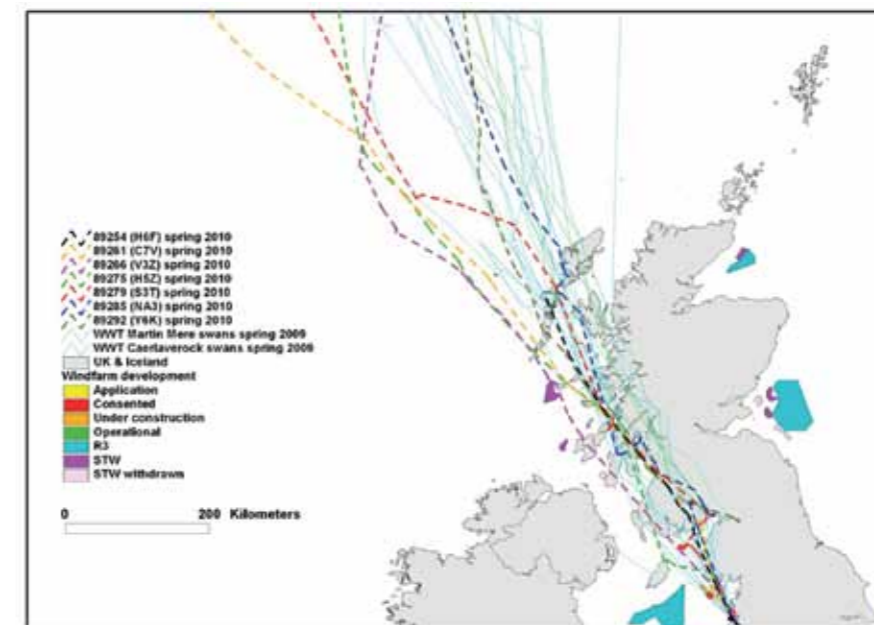 89254 (H6F) spring 2010
89261 (C7V) spring 2010
89266 (V3Z) spring 2010
89275 (H5Z) spring 2010
89279 (S3T) spring 2010
89285 (NA3) spring 2010
89292 (Y6K) spring 2010
WWT Martin Mere swans spring 2009
WWT Caerlaverock swans spring 2009
UK & Iceland
Windfarm development
Application
Consented
Under construction
Operational
R3
STW
STW withdrawn
0 200 Kilometers